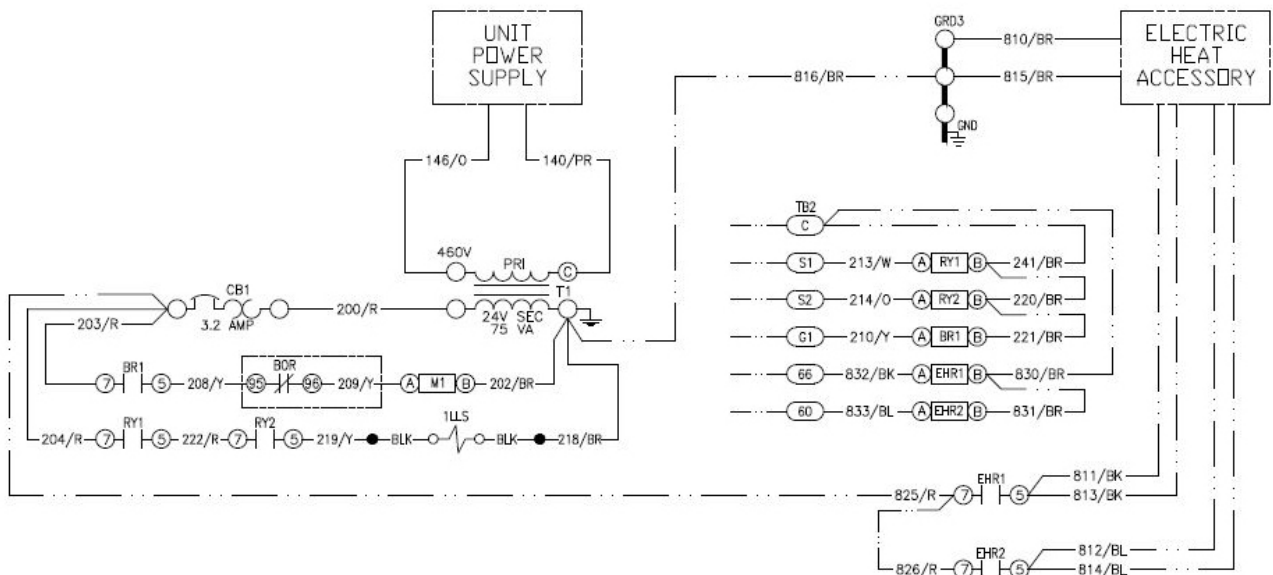 GRD3
UNIT
POWER
SUPPLY
810/BR
ELECTRIC
HEAT
ACCESSORY
816/BR
815/BR
GND
146/O
140/PR
TB2
C
460V
PRI
C
S1
213/W
A
RY1
B
241/BR
T1
CB1
200/R
24V SEC
75 VA
3.2 AMP
203/R
S2
214/O
A
RY2
B
220/BR
G1
210/Y
A
BR1
B
221/BR
BR1
7
5
208/Y
BOR
95
96
209/Y
A
M1
B
202/BR
66
832/BK
A
EHR1
B
830/BR
60
833/BL
A
EHR2
B
831/BR
204/R
7
RY1
5
222/R
7
RY2
5
219/Y
BLK
1LLS
BLK
218/BR
825/R
7
EHR1
5
811/BK
813/BK
826/R
7
EHR2
5
812/BL
814/BL